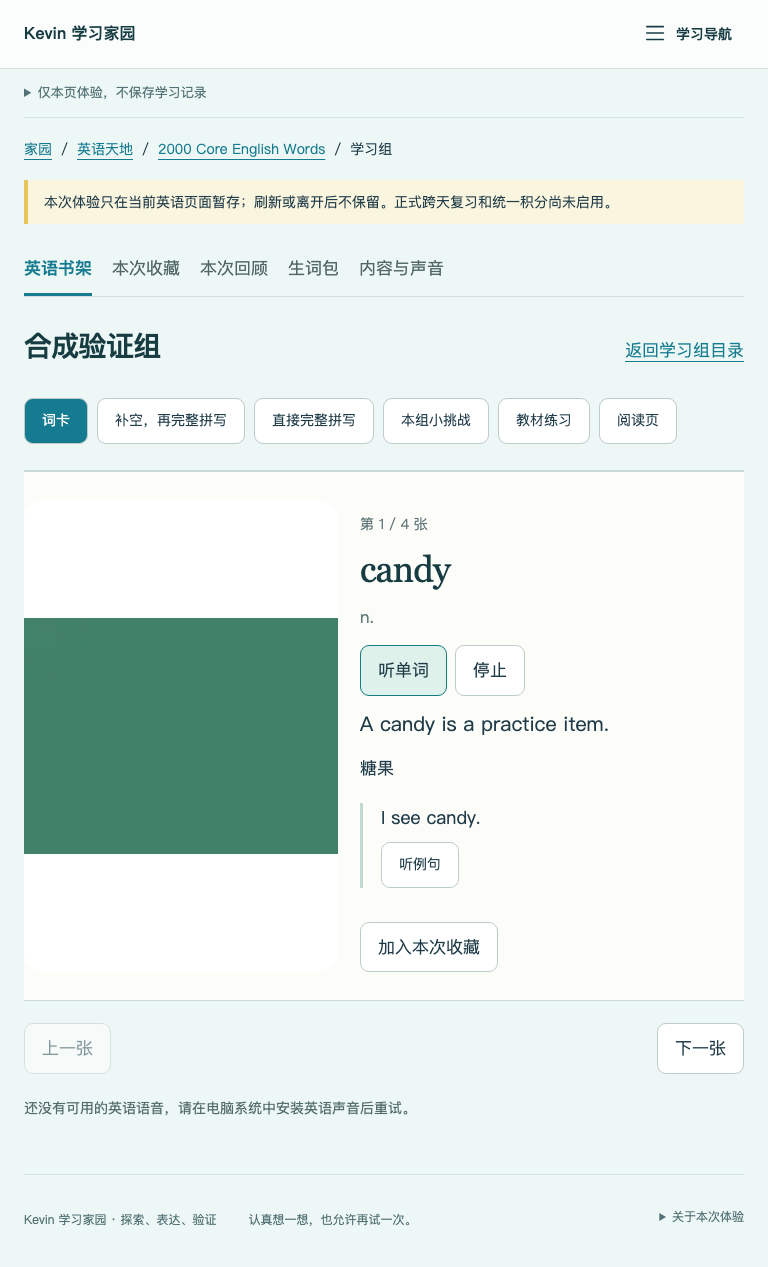 Kevin 学习家园
学习导航
仅本页体验，不保存学习记录
家园 / 英语天地 / 2000 Core English Words / 学习组
本次体验只在当前英语页面暂存；刷新或离开后不保留。正式跨天复习和统一积分尚未启用。
英语书架 本次收藏 本次回顾 生词包 内容与声音
合成验证组
返回学习组目录
词卡 补空，再完整拼写 直接完整拼写 本组小挑战 教材练习 阅读页
第 1 / 4 张
candy
n.
听单词 停止
A candy is a practice item.
糖果
I see candy.
听例句
加入本次收藏
上一张 下一张
还没有可用的英语语音，请在电脑系统中安装英语声音后重试。
Kevin 学习家园 · 探索、表达、验证 认真想一想，也允许再试一次。
关于本次体验